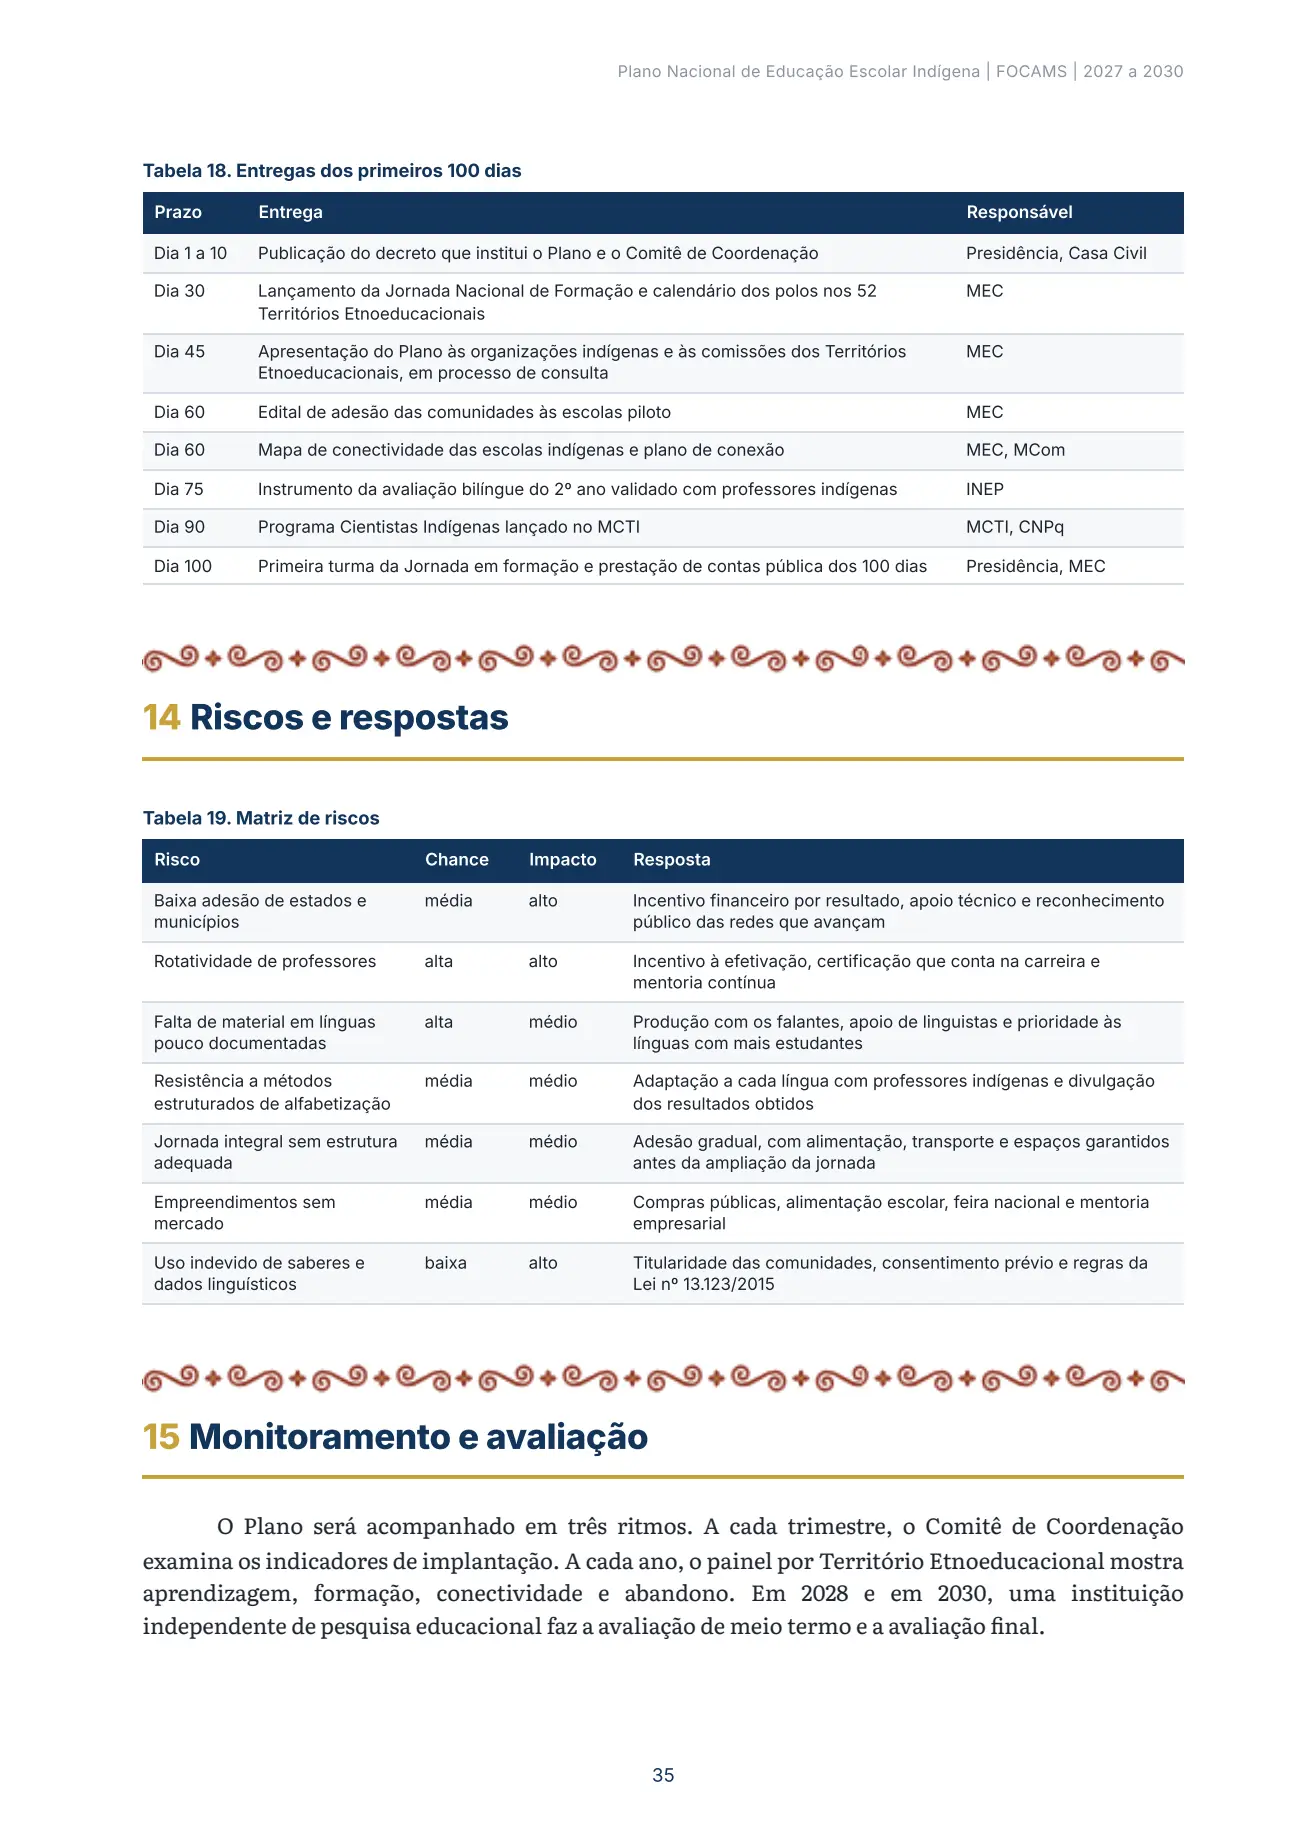 Plano Nacional de Educação Escolar Indígena | FOCAMS | 2027 a 2030
Tabela 18. Entregas dos primeiros 100 dias
Prazo Entrega Responsável
Dia 1 a 10 Publicação do decreto que institui o Plano e o Comitê de Coordenação Presidência, Casa Civil
Dia 30 Lançamento da Jornada Nacional de Formação e calendário dos polos nos 52 MEC
Territórios Etnoeducacionais
Dia 45 Apresentação do Plano às organizações indígenas e às comissões dos Territórios MEC
Etnoeducacionais, em processo de consulta
Dia 60 Edital de adesão das comunidades às escolas piloto MEC
Dia 60 Mapa de conectividade das escolas indígenas e plano de conexão MEC, MCom
Dia 75 Instrumento da avaliação bilíngue do 2º ano validado com professores indígenas INEP
Dia 90 Programa Cientistas Indígenas lançado no MCTI MCTI, CNPq
Dia 100 Primeira turma da Jornada em formação e prestação de contas pública dos 100 dias Presidência, MEC
14 Riscos e respostas
Tabela 19. Matriz de riscos
Risco Chance Impacto Resposta
Baixa adesão de estados e média alto Incentivo financeiro por resultado, apoio técnico e reconhecimento
municípios público das redes que avançam
Rotatividade de professores alta alto Incentivo à efetivação, certificação que conta na carreira e
mentoria contínua
Falta de material em línguas alta médio Produção com os falantes, apoio de linguistas e prioridade às
pouco documentadas línguas com mais estudantes
Resistência a métodos média médio Adaptação a cada língua com professores indígenas e divulgação
estruturados de alfabetização dos resultados obtidos
Jornada integral sem estrutura média médio Adesão gradual, com alimentação, transporte e espaços garantidos
adequada antes da ampliação da jornada
Empreendimentos sem média médio Compras públicas, alimentação escolar, feira nacional e mentoria
mercado empresarial
Uso indevido de saberes e baixa alto Titularidade das comunidades, consentimento prévio e regras da
dados linguísticos Lei nº 13.123/2015
15 Monitoramento e avaliação
O Plano será acompanhado em três ritmos. A cada trimestre, o Comitê de Coordenação
examina os indicadores de implantação. A cada ano, o painel por Território Etnoeducacional mostra
aprendizagem, formação, conectividade e abandono. Em 2028 e em 2030, uma instituição
independente de pesquisa educacional faz a avaliação de meio termo e a avaliação final.
35